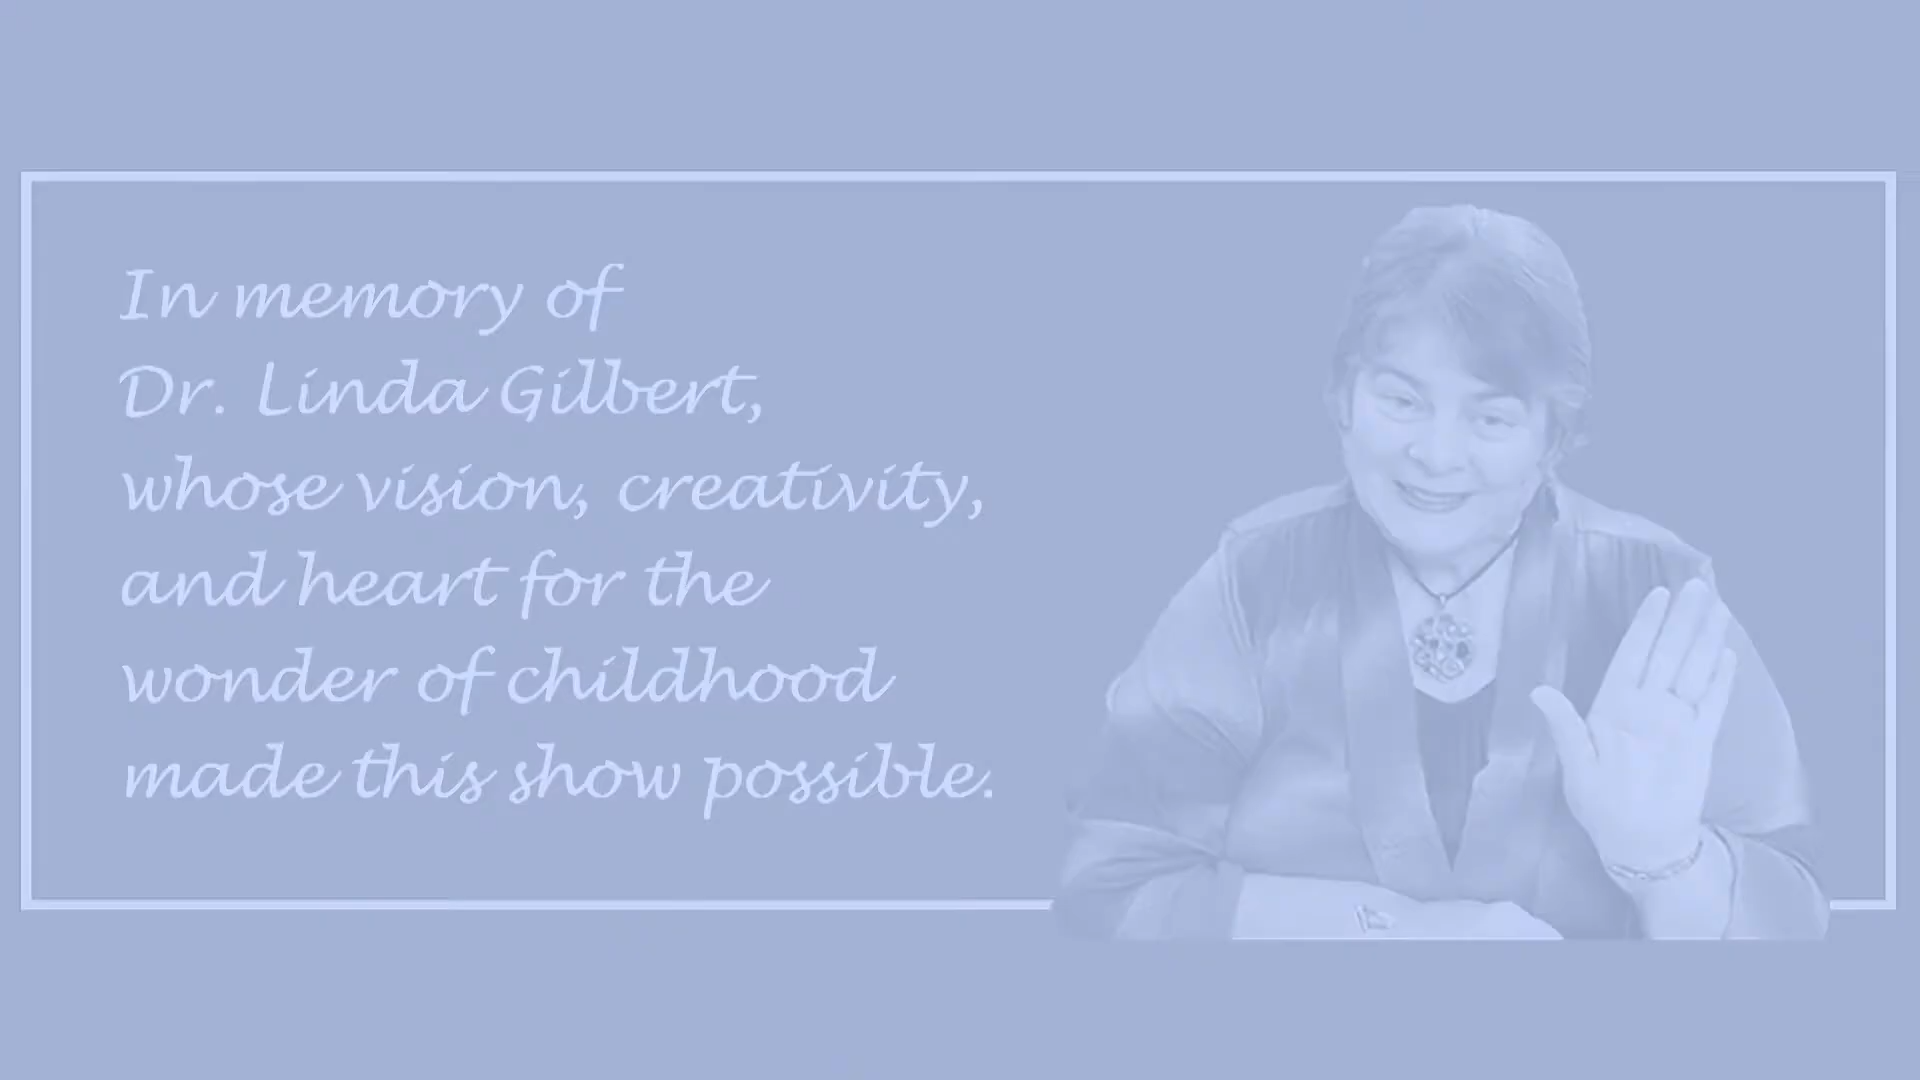 In memory of
Dr. Linda Gilbert,
whose vision, creativity,
and heart for the
wonder of childhood
made this show possible.